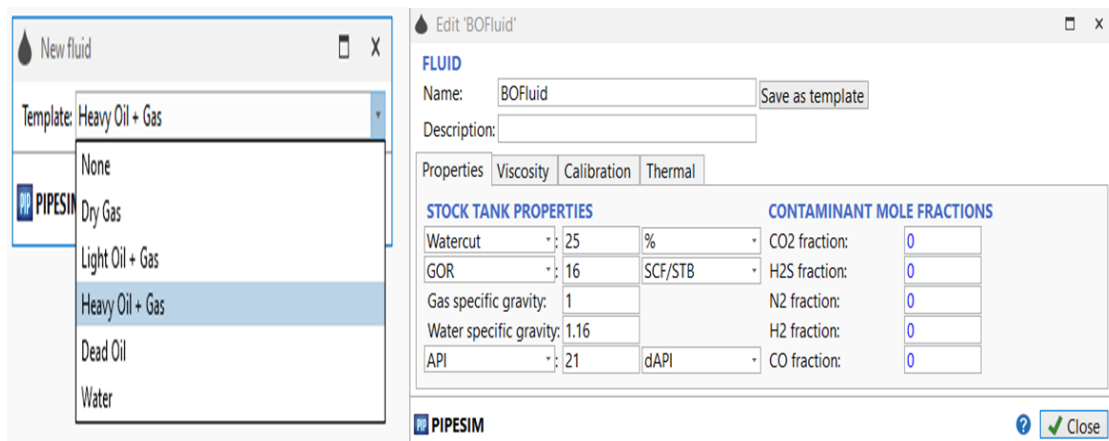 New fluid
Template: Heavy Oil + Gas
None
Dry Gas
Light Oil + Gas
Heavy Oil + Gas
Dead Oil
Water
PIP PIPESIM
Edit 'BOFluid'
FLUID
Name: BOFluid Save as template
Description:
Properties Viscosity Calibration Thermal
STOCK TANK PROPERTIES CONTAMINANT MOLE FRACTIONS
Watercut : 25 % CO2 fraction: 0
GOR : 16 SCF/STB H2S fraction: 0
Gas specific gravity: 1 N2 fraction: 0
Water specific gravity: 1.16 H2 fraction: 0
API : 21 dAPI CO fraction: 0
PIP PIPESIM ? Close